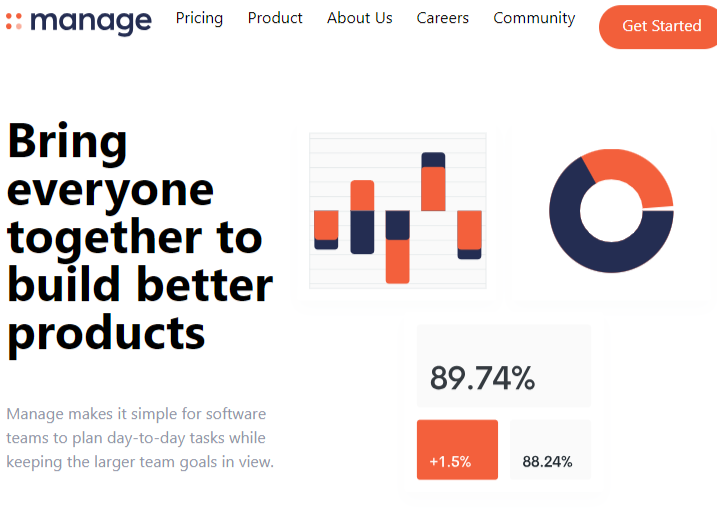 manage
Pricing
Product
About Us
Careers
Community
Get Started
Bring
everyone
together to
build better
products
Manage makes it simple for software
teams to plan day-to-day tasks while
keeping the larger team goals in view.
89.74%
+1.5%
88.24%